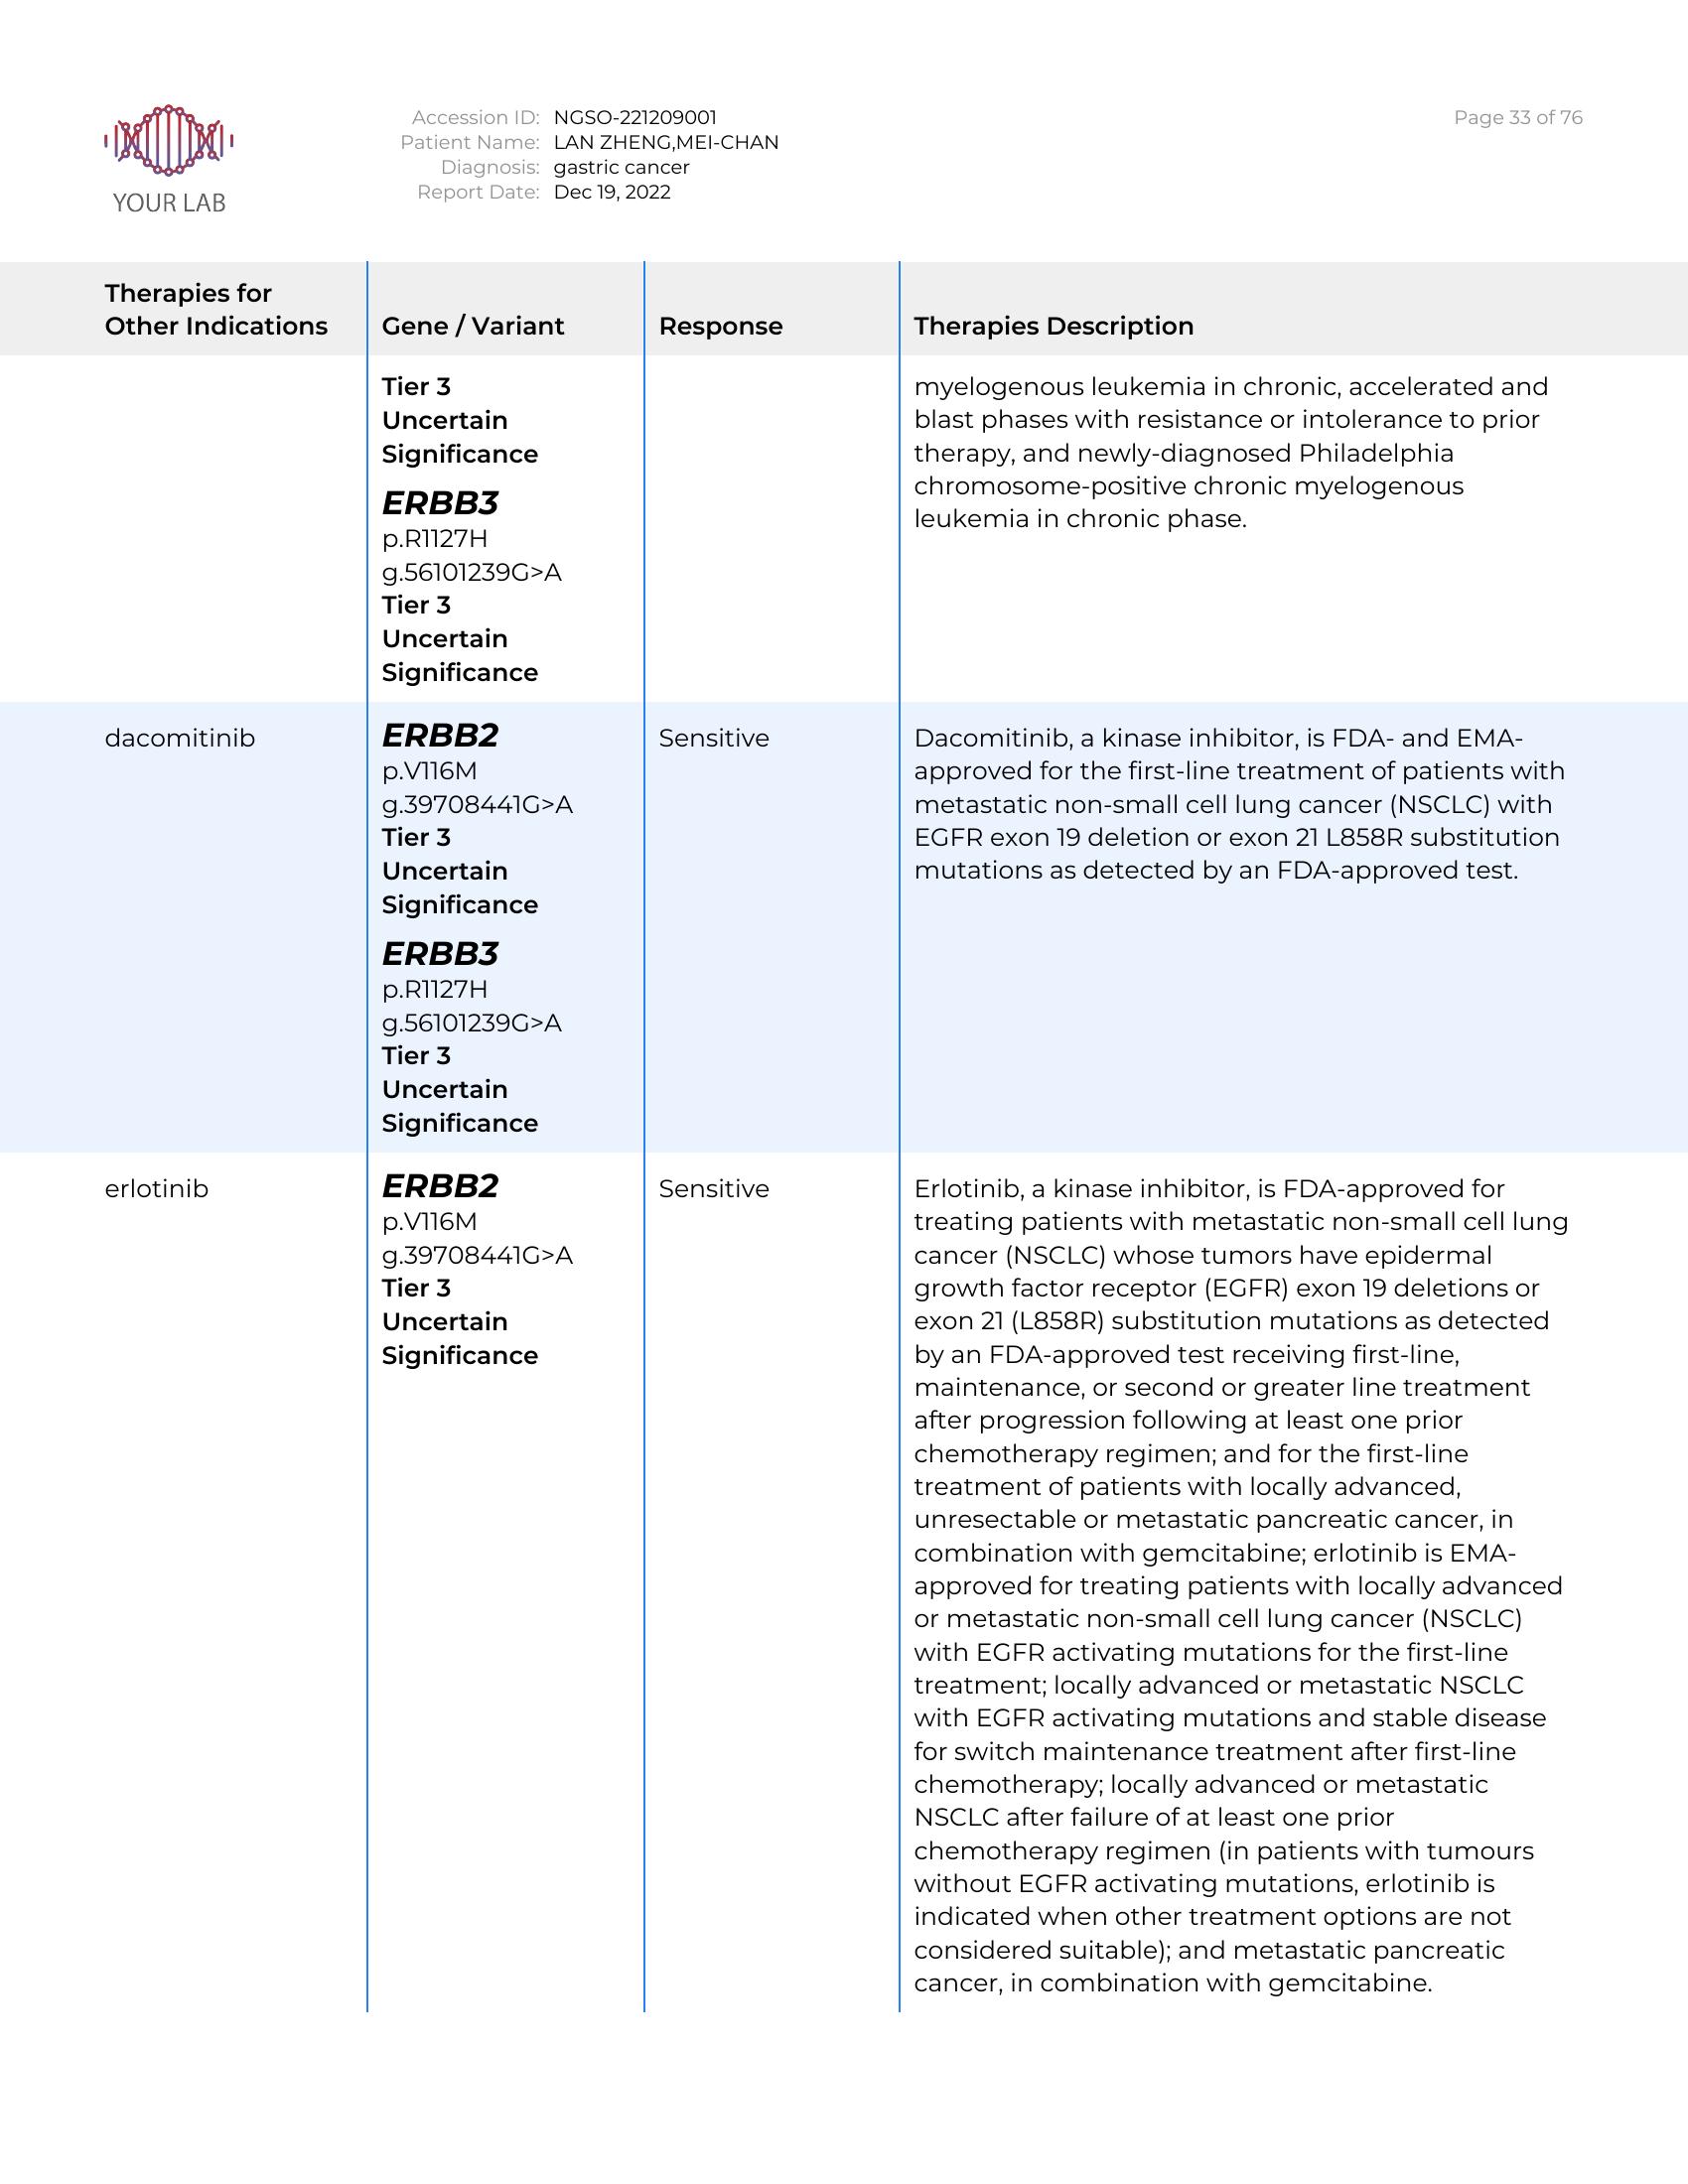 YOUR LAB
Accession ID: NGSO-221209001
Patient Name: LAN ZHENG,MEI-CHAN
Diagnosis: gastric cancer
Report Date: Dec 19, 2022
Page 33 of 76
Therapies for
Other Indications
Gene / Variant
Response
Therapies Description
Tier 3
Uncertain
Significance
ERBB3
p.R1127H
g.56101239G>A
Tier 3
Uncertain
Significance
myelogenous leukemia in chronic, accelerated and
blast phases with resistance or intolerance to prior
therapy, and newly-diagnosed Philadelphia
chromosome-positive chronic myelogenous
leukemia in chronic phase.
dacomitinib
ERBB2
p.V116M
g.39708441G>A
Tier 3
Uncertain
Significance
ERBB3
p.R1127H
g.56101239G>A
Tier 3
Uncertain
Significance
Sensitive
Dacomitinib, a kinase inhibitor, is FDA- and EMA-
approved for the first-line treatment of patients with
metastatic non-small cell lung cancer (NSCLC) with
EGFR exon 19 deletion or exon 21 L858R substitution
mutations as detected by an FDA-approved test.
erlotinib
ERBB2
p.V116M
g.39708441G>A
Tier 3
Uncertain
Significance
Sensitive
Erlotinib, a kinase inhibitor, is FDA-approved for
treating patients with metastatic non-small cell lung
cancer (NSCLC) whose tumors have epidermal
growth factor receptor (EGFR) exon 19 deletions or
exon 21 (L858R) substitution mutations as detected
by an FDA-approved test receiving first-line,
maintenance, or second or greater line treatment
after progression following at least one prior
chemotherapy regimen; and for the first-line
treatment of patients with locally advanced,
unresectable or metastatic pancreatic cancer, in
combination with gemcitabine; erlotinib is EMA-
approved for treating patients with locally advanced
or metastatic non-small cell lung cancer (NSCLC)
with EGFR activating mutations for the first-line
treatment; locally advanced or metastatic NSCLC
with EGFR activating mutations and stable disease
for switch maintenance treatment after first-line
chemotherapy; locally advanced or metastatic
NSCLC after failure of at least one prior
chemotherapy regimen (in patients with tumours
without EGFR activating mutations, erlotinib is
indicated when other treatment options are not
considered suitable); and metastatic pancreatic
cancer, in combination with gemcitabine.